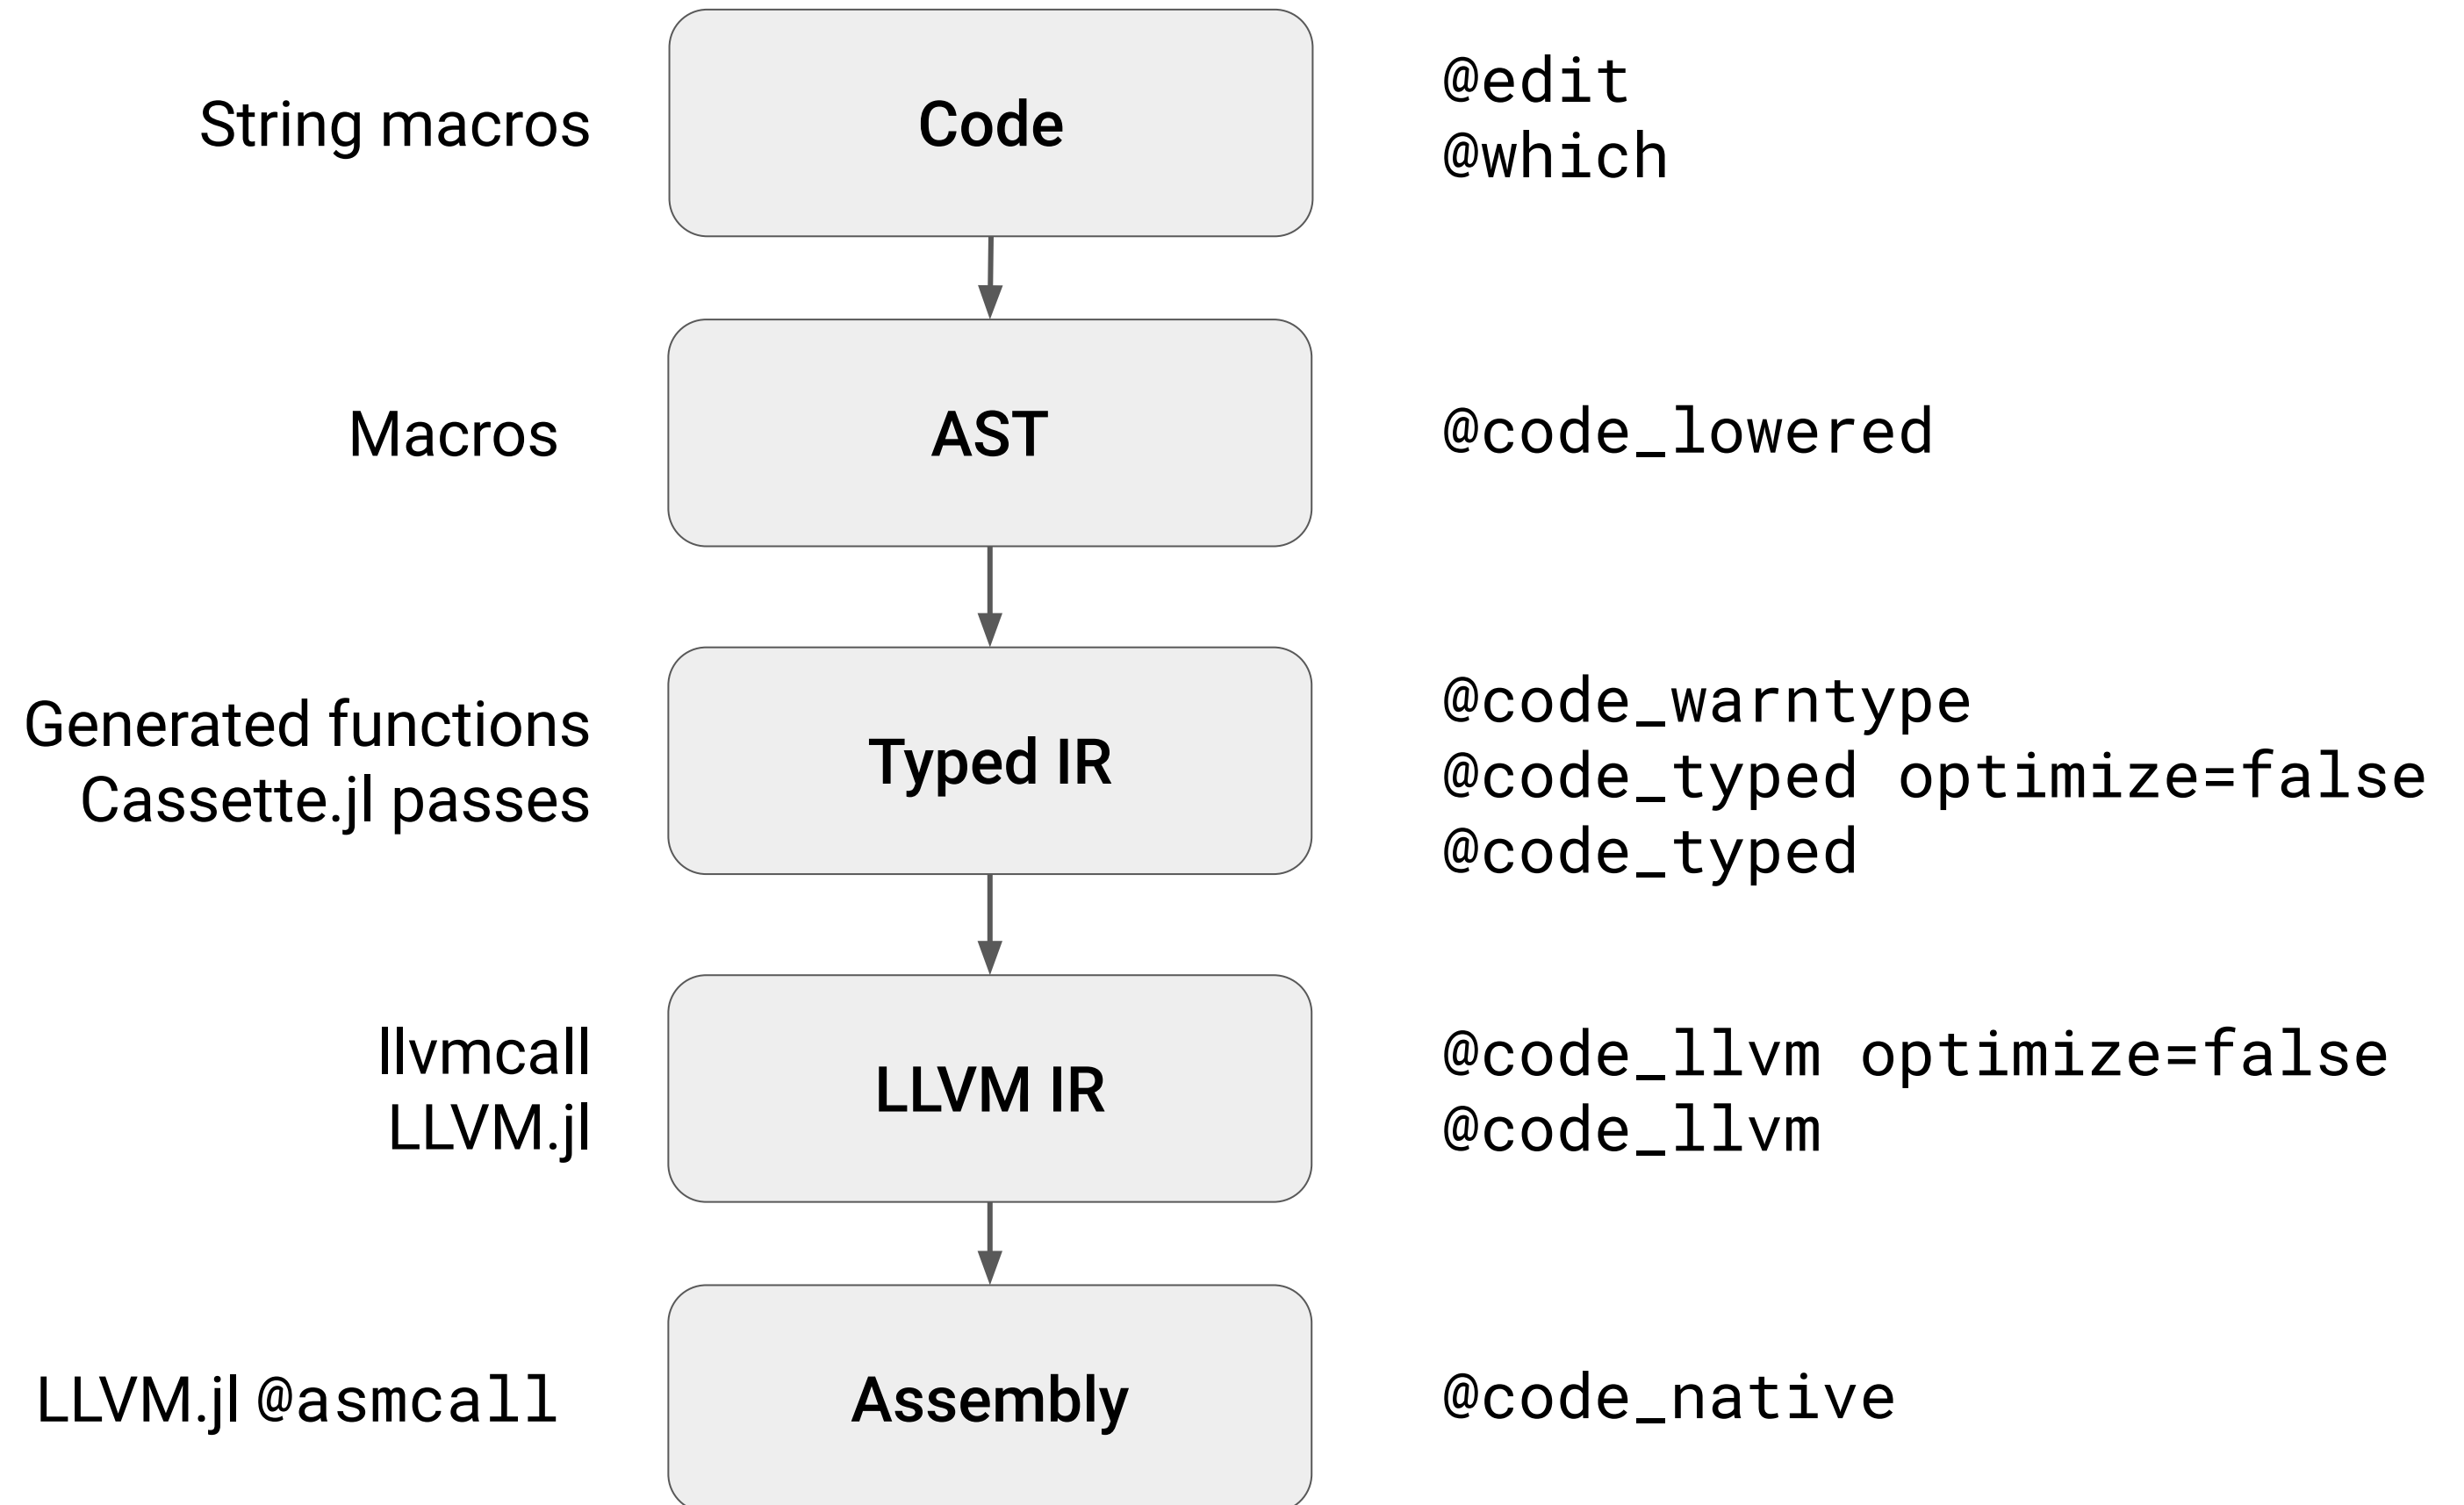 String macros
Code
@edit
@which
Macros
AST
@code_lowered
Generated functions
Cassette.jl passes
Typed IR
@code_warntype
@code_typed optimize=false
@code_typed
llvmcall
LLVM.jl
LLVM IR
@code_llvm optimize=false
@code_llvm
LLVM.jl @asmcall
Assembly
@code_native